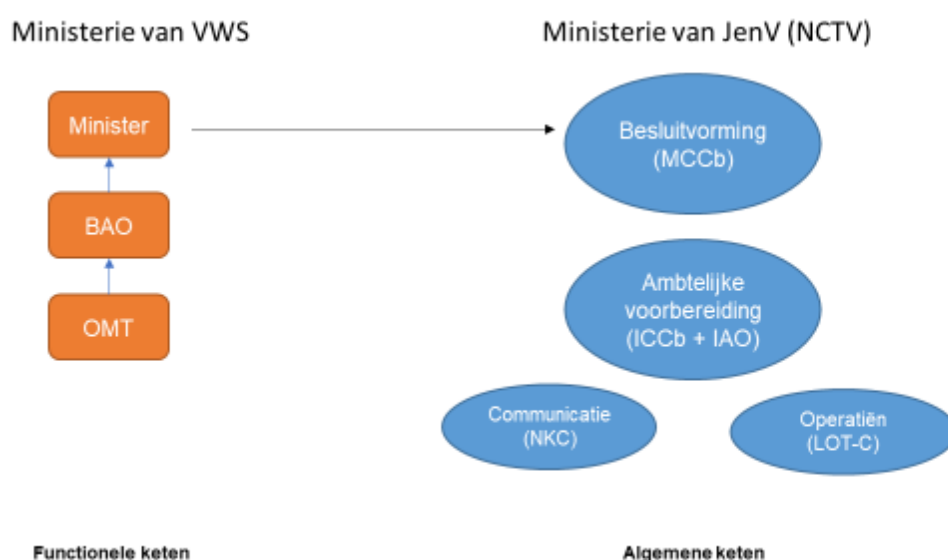 Ministerie van VWS
Ministerie van JenV (NCTV)
Minister
BAO
OMT
Besluitvorming
(MCCb)
Ambtelijke
voorbereiding
(ICCb + IAO)
Communicatie
(NKC)
Operatiën
(LOT-C)
Functionele keten
Algemene keten